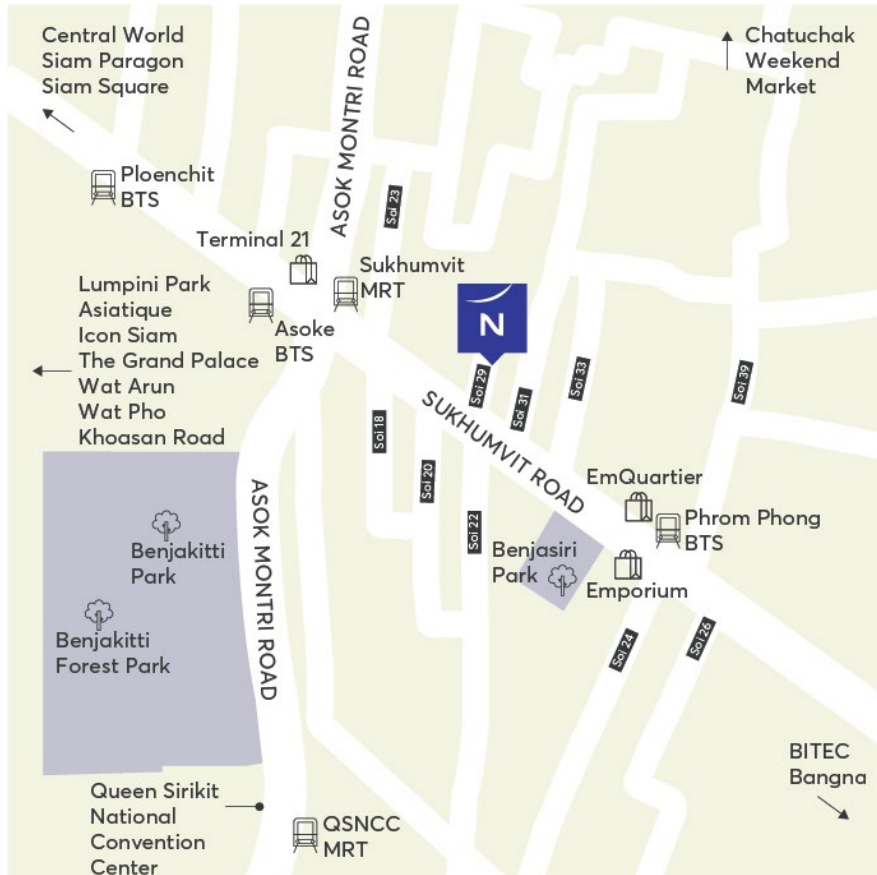 Central World
Siam Paragon
Siam Square
Chatuchak
Weekend
Market
ASOK MONTRI ROAD
Ploenchit
BTS
Soi 23
Terminal 21
Sukhumvit
MRT
Asoke
BTS
N
Lumpini Park
Asiatique
Icon Siam
The Grand Palace
Wat Arun
Wat Pho
Khoasan Road
Soi 29
Soi 31
Soi 33
Soi 39
SUKHUMVIT ROAD
Soi 18
Soi 20
Soi 22
ASOK MONTRI ROAD
EmQuartier
Phrom Phong
BTS
Benjakitti
Park
Benjasiri
Park
Emporium
Benjakitti
Forest Park
Soi 24
Soi 26
BITEC
Bangna
Queen Sirikit
National
Convention
Center
QSNCC
MRT